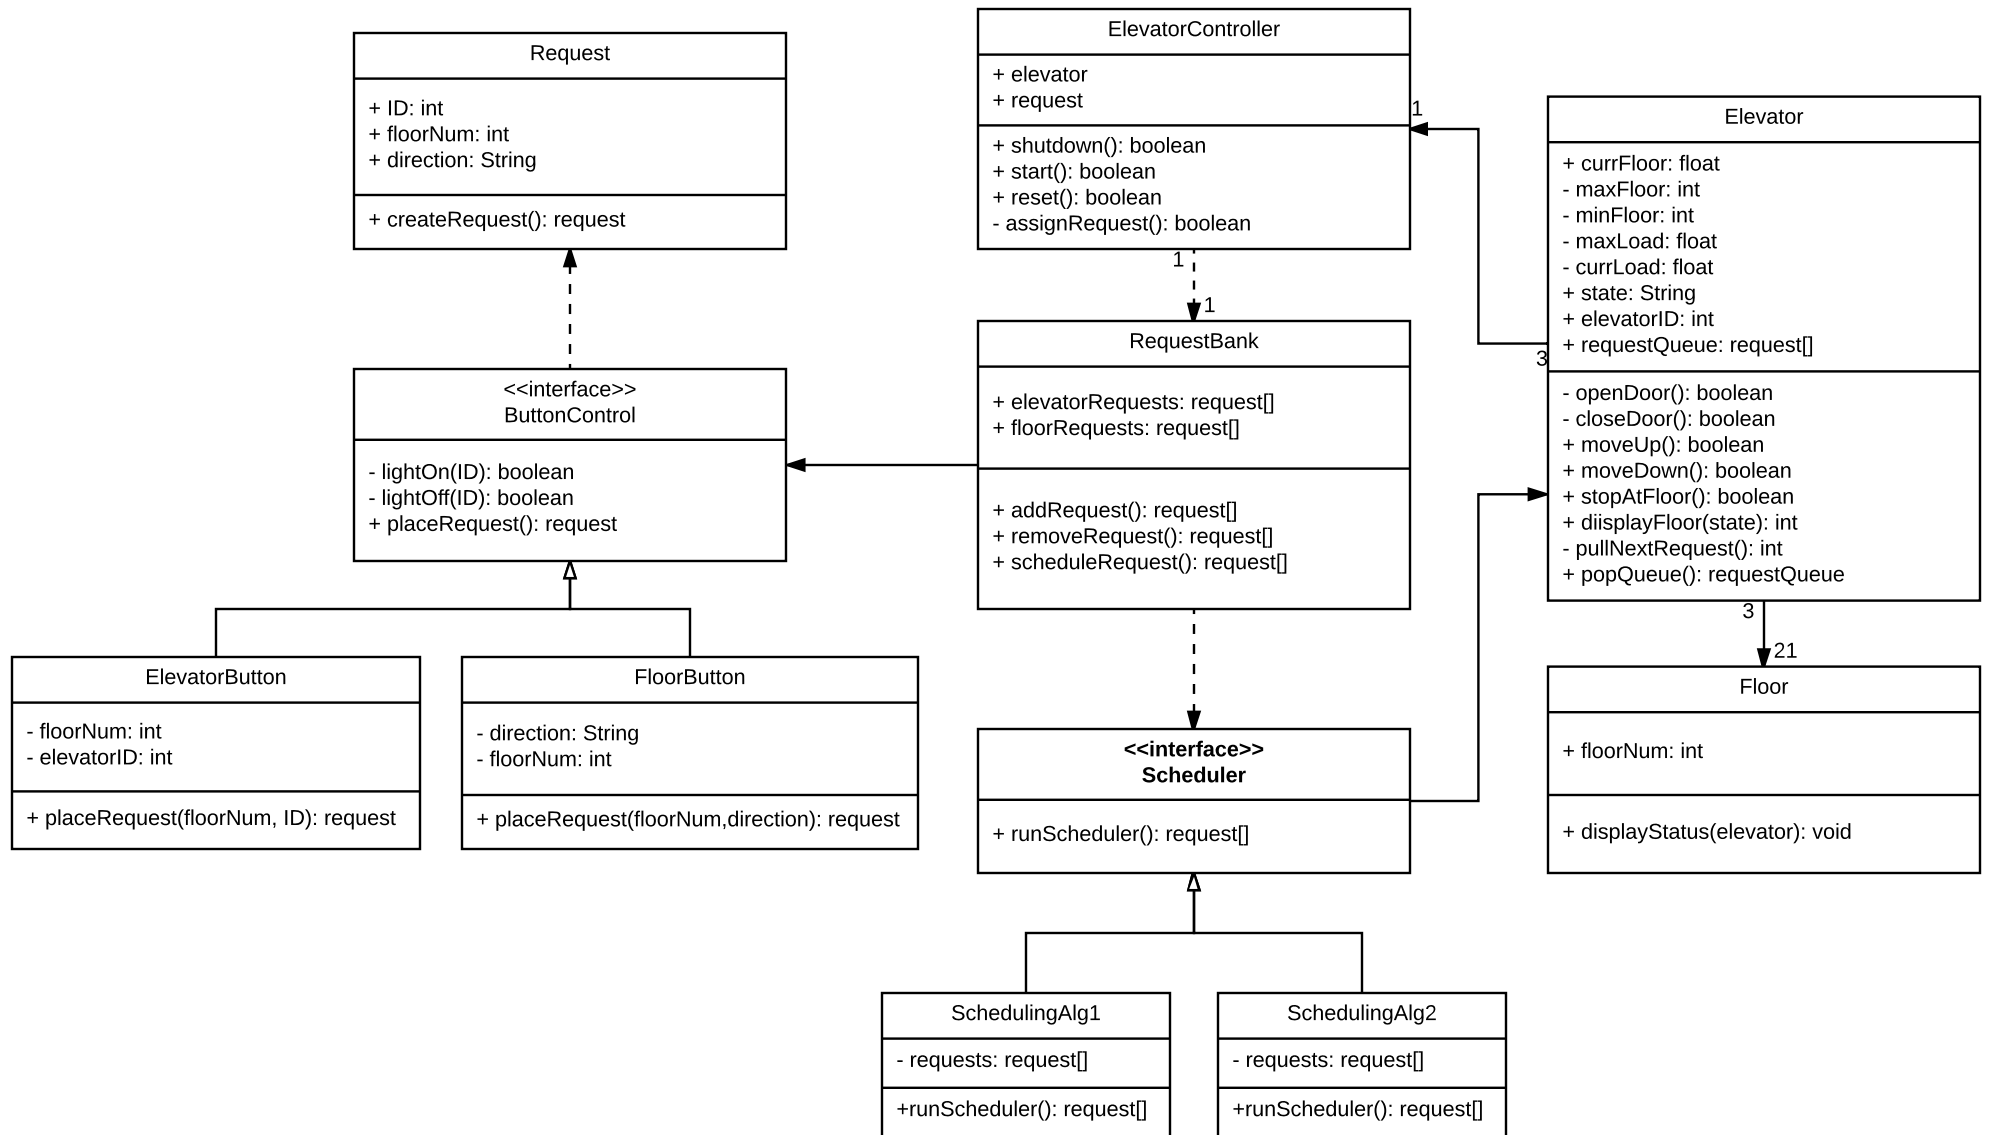 Request
+ ID: int
+ floorNum: int
+ direction: String
+ createRequest(): request
ElevatorController
+ elevator
+ request
+ shutdown(): boolean
+ start(): boolean
+ reset(): boolean
- assignRequest(): boolean
1
1
1
3
Elevator
+ currFloor: float
- maxFloor: int
- minFloor: int
- maxLoad: float
- currLoad: float
+ state: String
+ elevatorID: int
+ requestQueue: request[]
- openDoor(): boolean
- closeDoor(): boolean
+ moveUp(): boolean
+ moveDown(): boolean
+ stopAtFloor(): boolean
+ diisplayFloor(state): int
- pullNextRequest(): int
+ popQueue(): requestQueue
3
21
<<interface>>
ButtonControl
- lightOn(ID): boolean
- lightOff(ID): boolean
+ placeRequest(): request
RequestBank
+ elevatorRequests: request[]
+ floorRequests: request[]
+ addRequest(): request[]
+ removeRequest(): request[]
+ scheduleRequest(): request[]
ElevatorButton
- floorNum: int
- elevatorID: int
+ placeRequest(floorNum, ID): request
FloorButton
- direction: String
- floorNum: int
+ placeRequest(floorNum,direction): request
<<interface>>
Scheduler
+ runScheduler(): request[]
Floor
+ floorNum: int
+ displayStatus(elevator): void
SchedulingAlg1
- requests: request[]
+runScheduler(): request[]
SchedulingAlg2
- requests: request[]
+runScheduler(): request[]